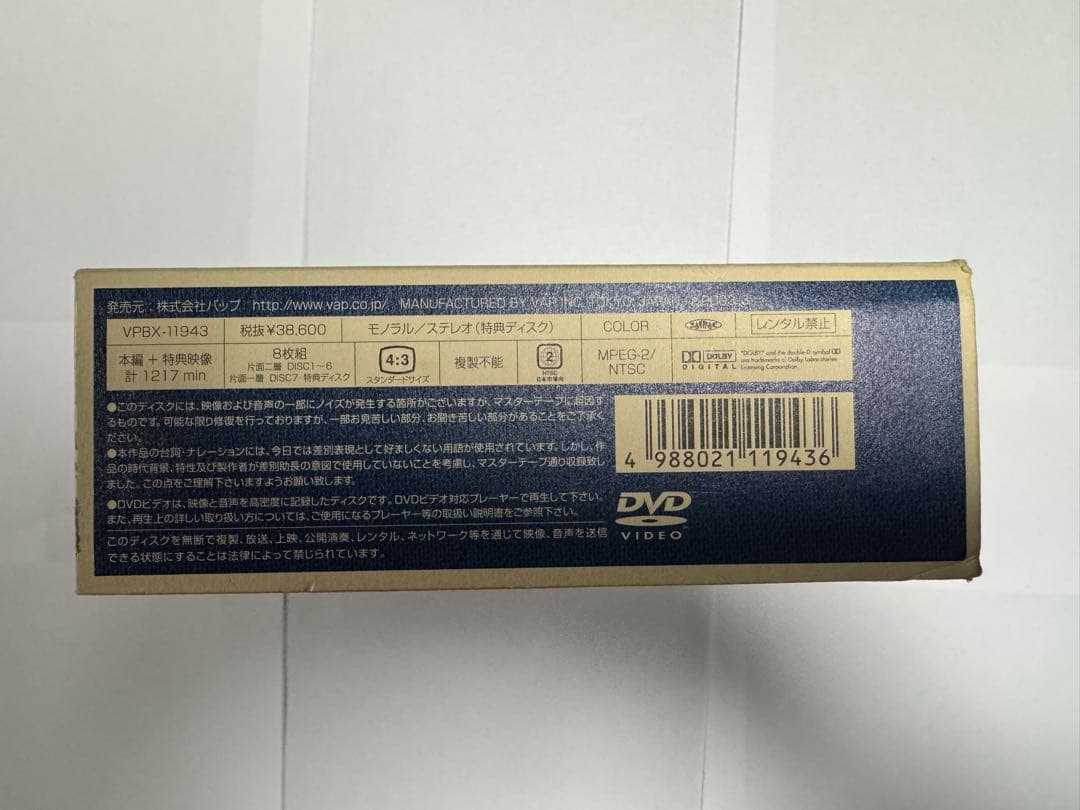 発売元：株式会社バップ http://www.vap.co.jp/ MANUFACTURED BY VAP INC. TOKYO, JAPAN.
VPBX-11943 税抜¥38,600 モノラル／ステレオ（特典ディスク） COLOR レンタル禁止
本編 + 特典映像
計 1217 min
8枚組
片面二層 DISC1〜6
片面一層 DISC7・特典ディスク
4:3
スタンダードサイズ
複製不能
2
NTSC
日本市場向
MPEG-2/
NTSC
DOLBY
DIGITAL
"DOLBY" and the double-D symbol
are trademarks of Dolby Laboratories
Licensing Corporation.
●このディスクには、映像および音声の一部にノイズが発生する箇所がございますが、マスターテープに起因す
るものです。可能な限り修復を行っておりますが、一部お見苦しい部分、お聞き苦しい部分があることをご了承く
ださい。
●本作品の台詞・ナレーションには、今日では差別表現として好ましくない用語が使用されています。しかし、作
品の時代背景、特性及び製作者が差別助長の意図で使用していないことを考慮し、マスターテープ通り収録致し
ました。この点をご理解下さいますようお願い致します。
●DVDビデオは、映像と音声を高密度に記録したディスクです。DVDビデオ対応プレーヤーで再生して下さい。
また、再生上の詳しい取り扱い方については、ご使用になるプレーヤー等の取扱い説明書をご参照下さい。
このディスクを無断で複製、放送、上映、公開演奏、レンタル、ネットワーク等を通じて映像、音声を送信
できる状態にすることは法律によって禁じられています。
4 988021 119436
DVD
VIDEO